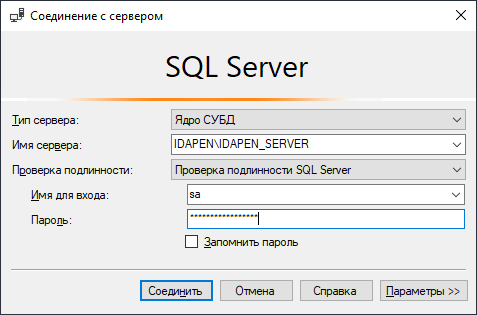 Соединение с сервером
SQL Server
Тип сервера: Ядро СУБД
Имя сервера: IDAPEN\IDAPEN_SERVER
Проверка подлинности: Проверка подлинности SQL Server
Имя для входа: sa
Пароль: *****************
Запомнить пароль
Соединить Отмена Справка Параметры >>